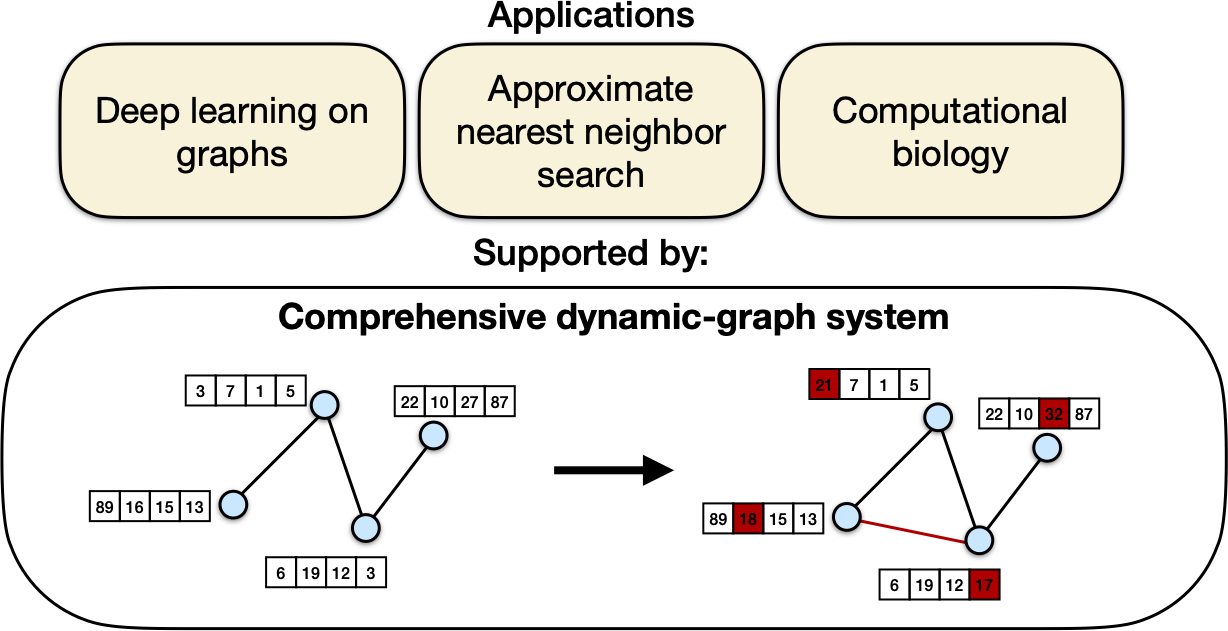 Applications
Deep learning on
graphs
Approximate
nearest neighbor
search
Computational
biology
Supported by:
Comprehensive dynamic-graph system
3 7 1 5
22 10 27 87
89 16 15 13
6 19 12 3
21 7 1 5
22 10 32 87
89 18 15 13
6 19 12 17